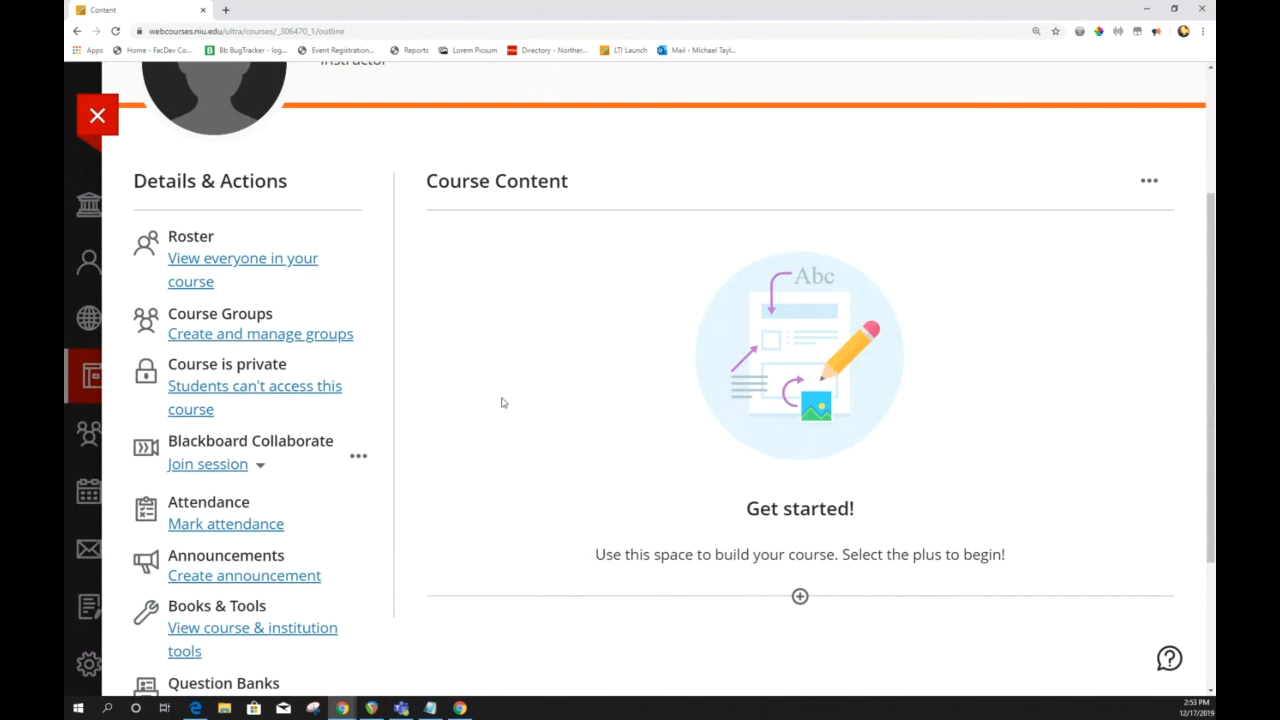 Content
webcourses.niu.edu/ultra/courses/_306470_1/outline
Apps
Home - FacDev Co...
Bb BugTracker - log...
Event Registration...
Reports
Lorem Picsum
Directory - Norther...
LTI Launch
Mail - Michael Tayl...
Instructor
Details & Actions
Course Content
Roster
View everyone in your
course
Course Groups
Create and manage groups
Course is private
Students can't access this
course
Blackboard Collaborate
Join session
Attendance
Mark attendance
Announcements
Create announcement
Books & Tools
View course & institution
tools
Question Banks
Abc
Get started!
Use this space to build your course. Select the plus to begin!
2:53 PM
12/17/2019